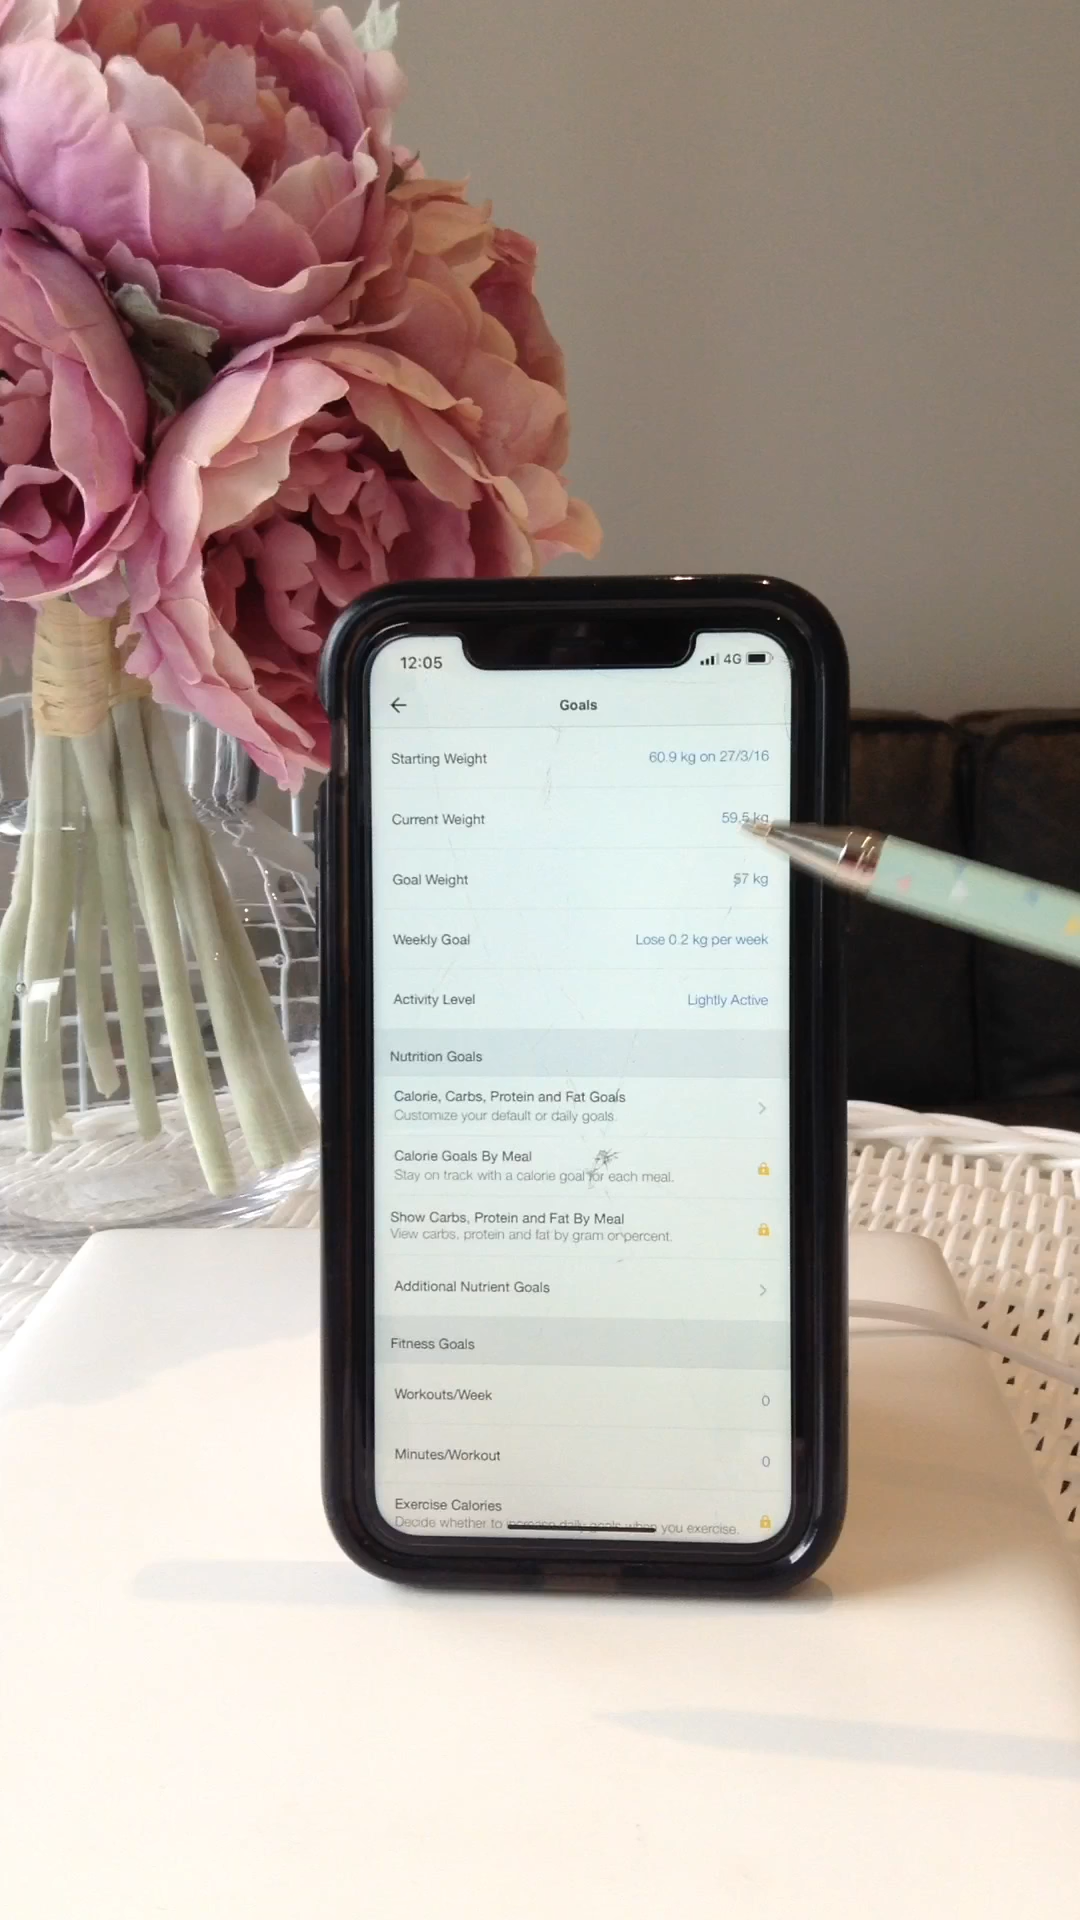 12:05
4G
Goals
Starting Weight 60.9 kg on 27/3/16
Current Weight 59.5 kg
Goal Weight 57 kg
Weekly Goal Lose 0.2 kg per week
Activity Level Lightly Active
Nutrition Goals
Calorie, Carbs, Protein and Fat Goals
Customize your default or daily goals.
Calorie Goals By Meal
Stay on track with a calorie goal for each meal.
Show Carbs, Protein and Fat By Meal
View carbs, protein and fat by gram or percent.
Additional Nutrient Goals
Fitness Goals
Workouts/Week 0
Minutes/Workout 0
Exercise Calories
Decide whether to increase daily goals when you exercise.